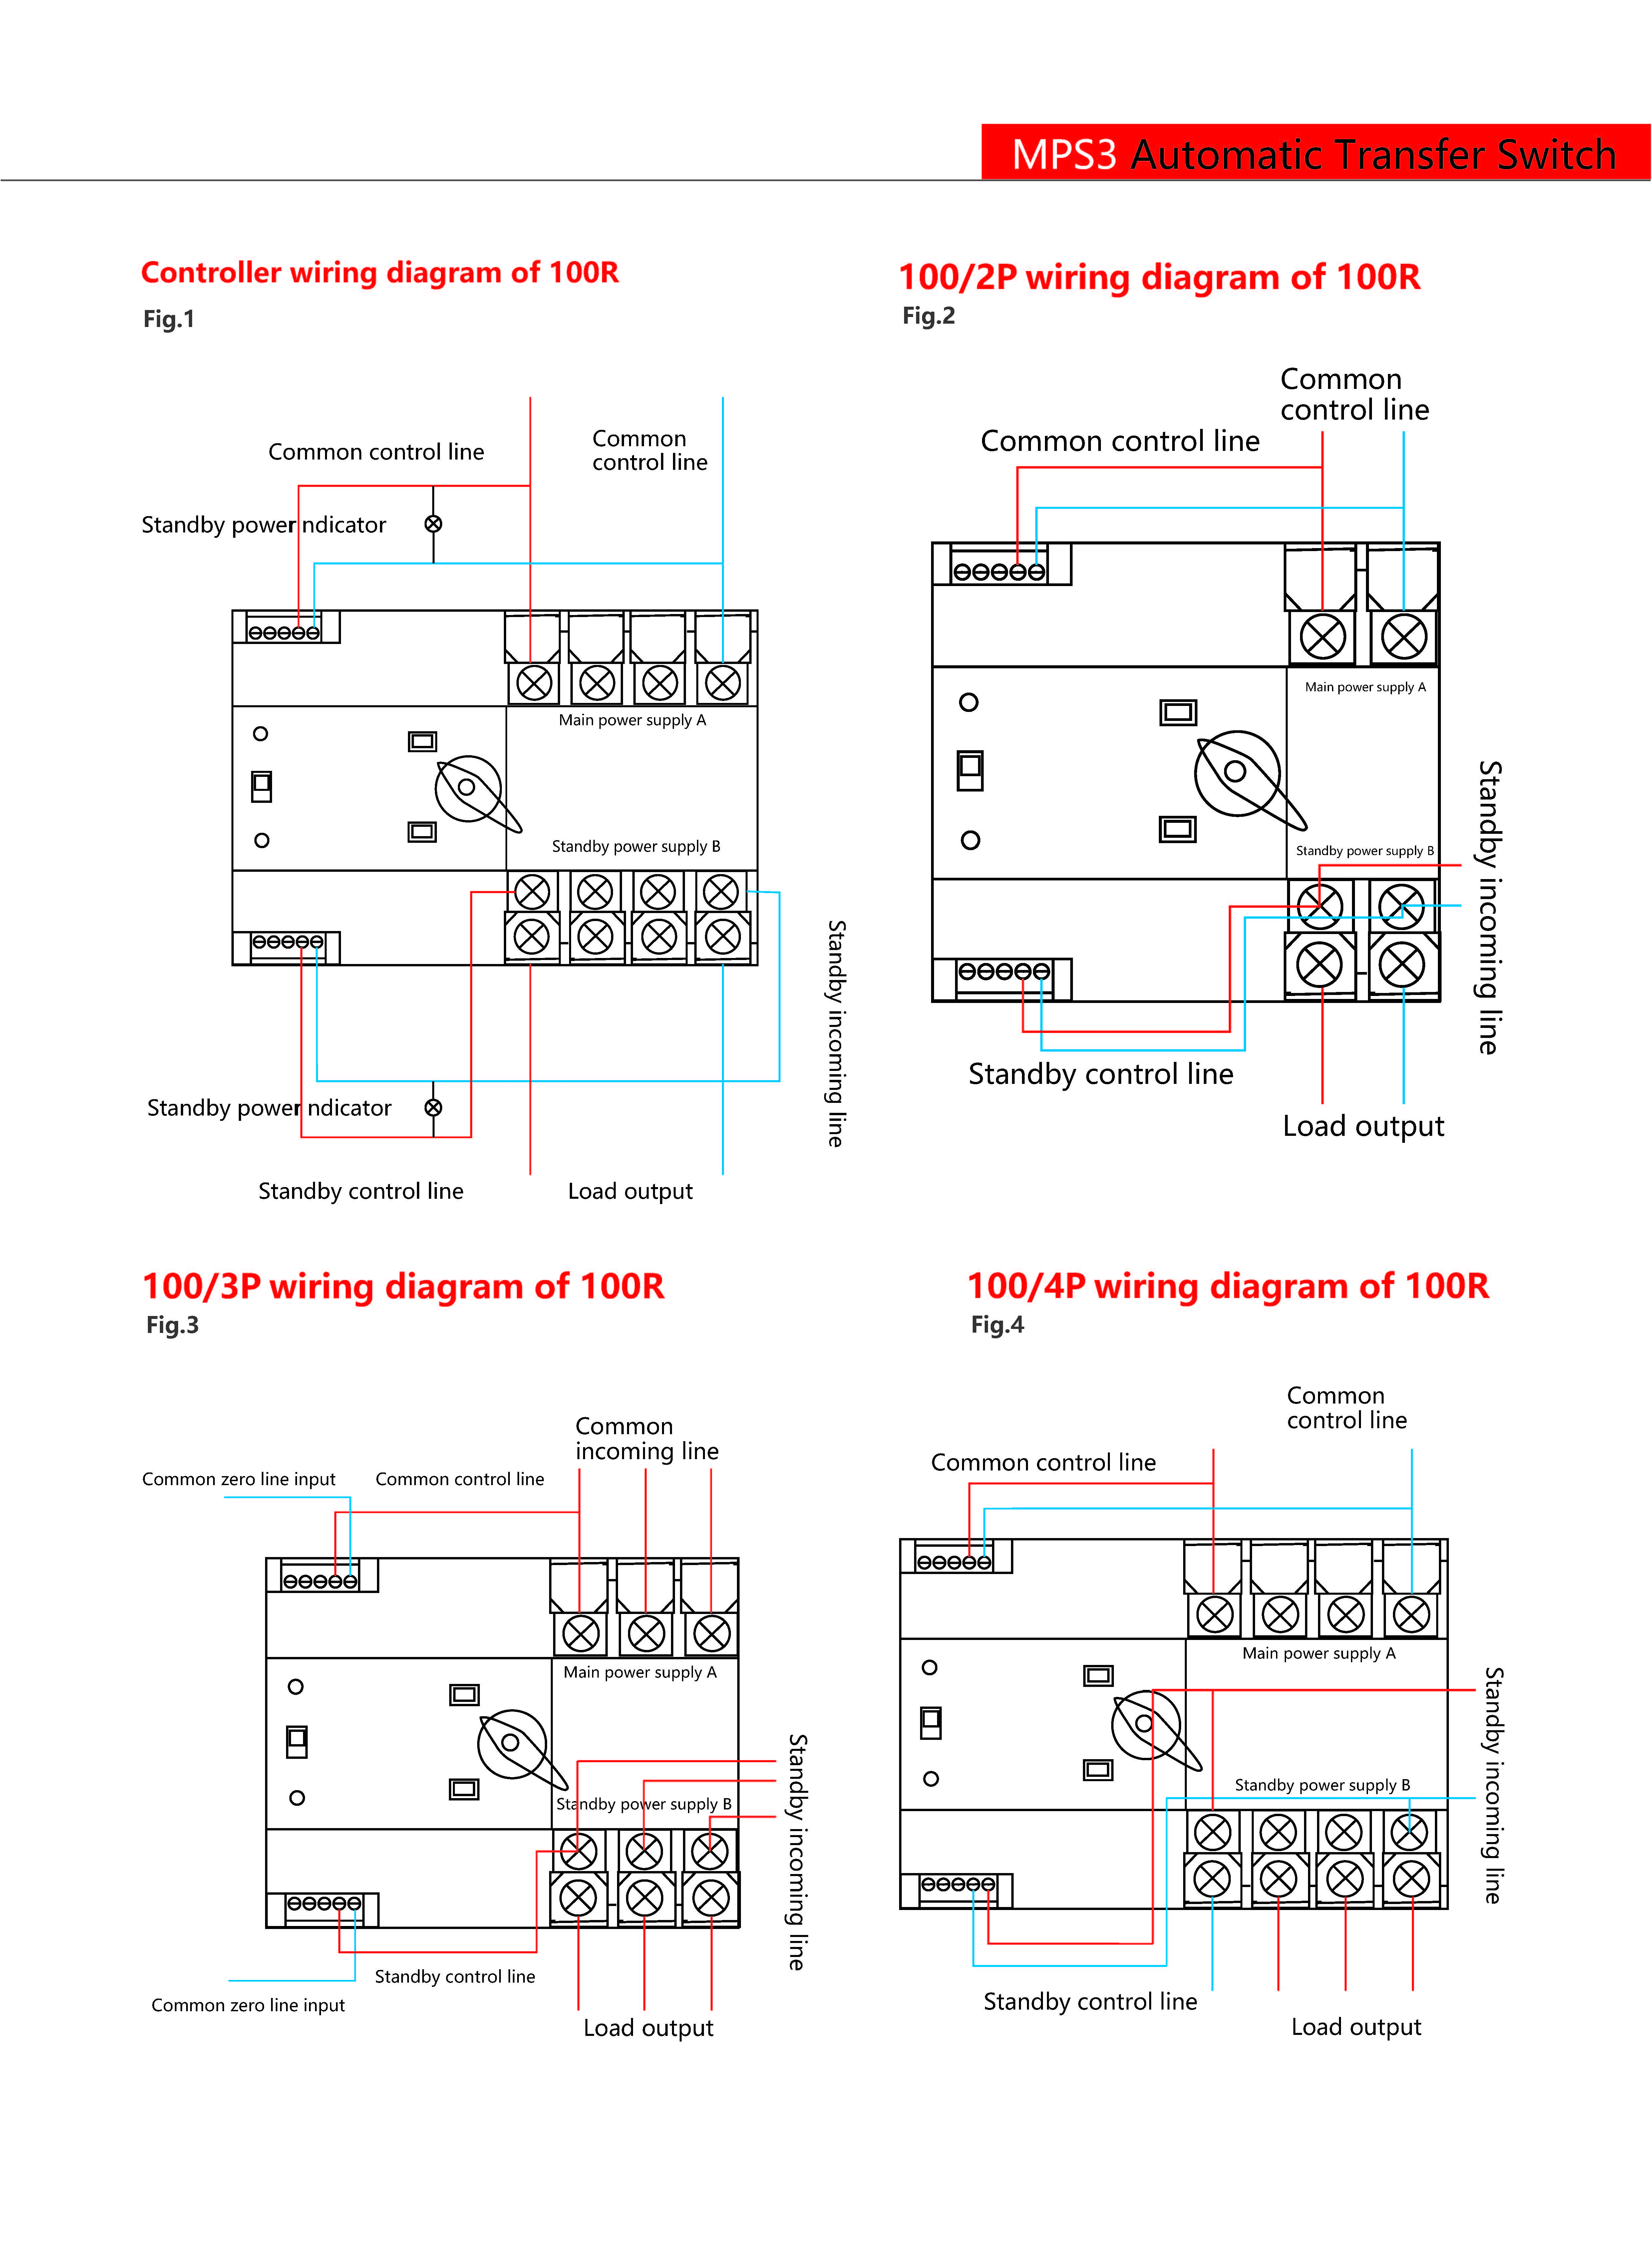 MPS3 Automatic Transfer Switch
Controller wiring diagram of 100R
Fig.1
Common control line
Common
control line
Standby power ndicator
Main power supply A
Standby power supply B
Standby incoming line
Standby power ndicator
Standby control line
Load output
100/2P wiring diagram of 100R
Fig.2
Common
control line
Common control line
Main power supply A
Standby power supply B
Standby incoming line
Standby control line
Load output
100/3P wiring diagram of 100R
Fig.3
Common
incoming line
Common zero line input
Common control line
Main power supply A
Standby power supply B
Standby incoming line
Standby control line
Common zero line input
Load output
100/4P wiring diagram of 100R
Fig.4
Common
control line
Common control line
Main power supply A
Standby power supply B
Standby incoming line
Standby control line
Load output